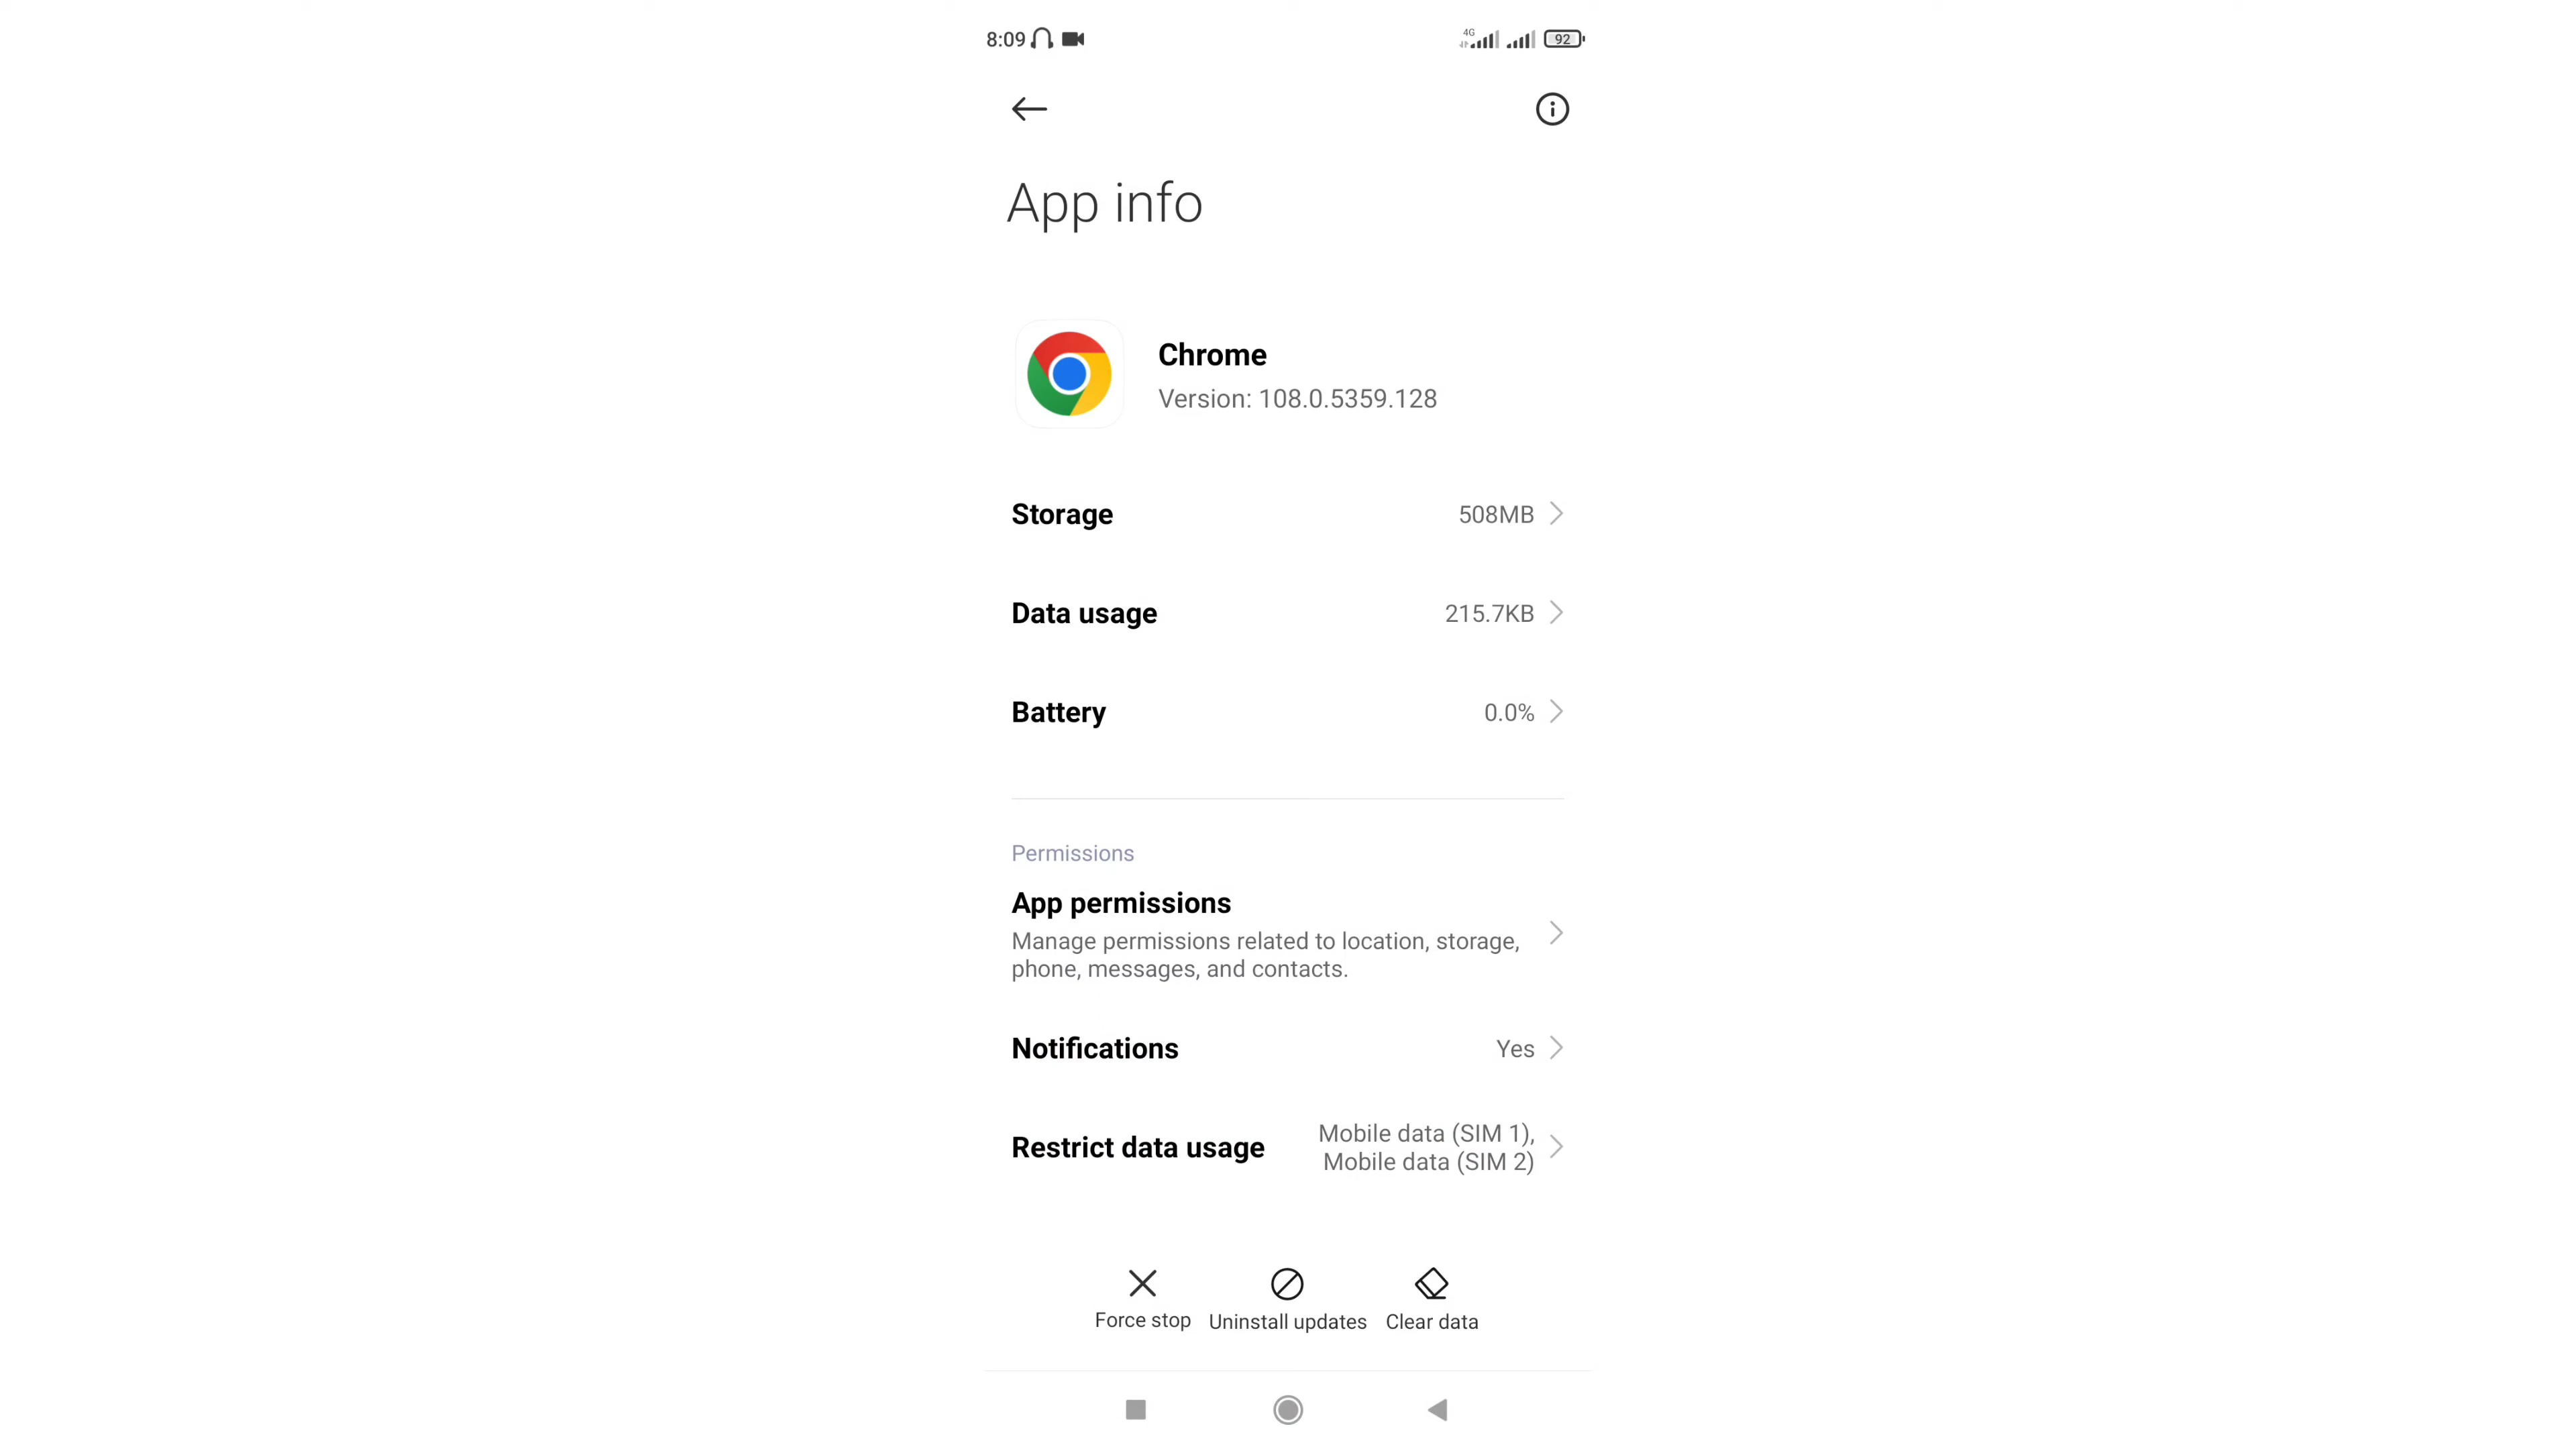 8:09
4G
92
App info
Chrome
Version: 108.0.5359.128
Storage 508MB
Data usage 215.7KB
Battery 0.0%
Permissions
App permissions
Manage permissions related to location, storage,
phone, messages, and contacts.
Notifications Yes
Restrict data usage Mobile data (SIM 1),
Mobile data (SIM 2)
Force stop Uninstall updates Clear data